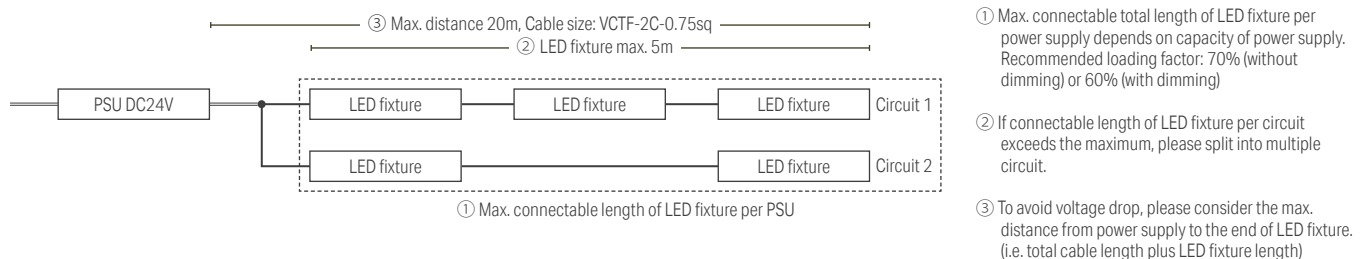 ③ Max. distance 20m, Cable size: VCTF-2C-0.75sq
② LED fixture max. 5m
PSU DC24V
LED fixture
LED fixture
LED fixture
Circuit 1
LED fixture
LED fixture
Circuit 2
① Max. connectable length of LED fixture per PSU
① Max. connectable total length of LED fixture per
power supply depends on capacity of power supply.
Recommended loading factor: 70% (without
dimming) or 60% (with dimming)
② If connectable length of LED fixture per circuit
exceeds the maximum, please split into multiple
circuit.
③ To avoid voltage drop, please consider the max.
distance from power supply to the end of LED fixture.
(i.e. total cable length plus LED fixture length)